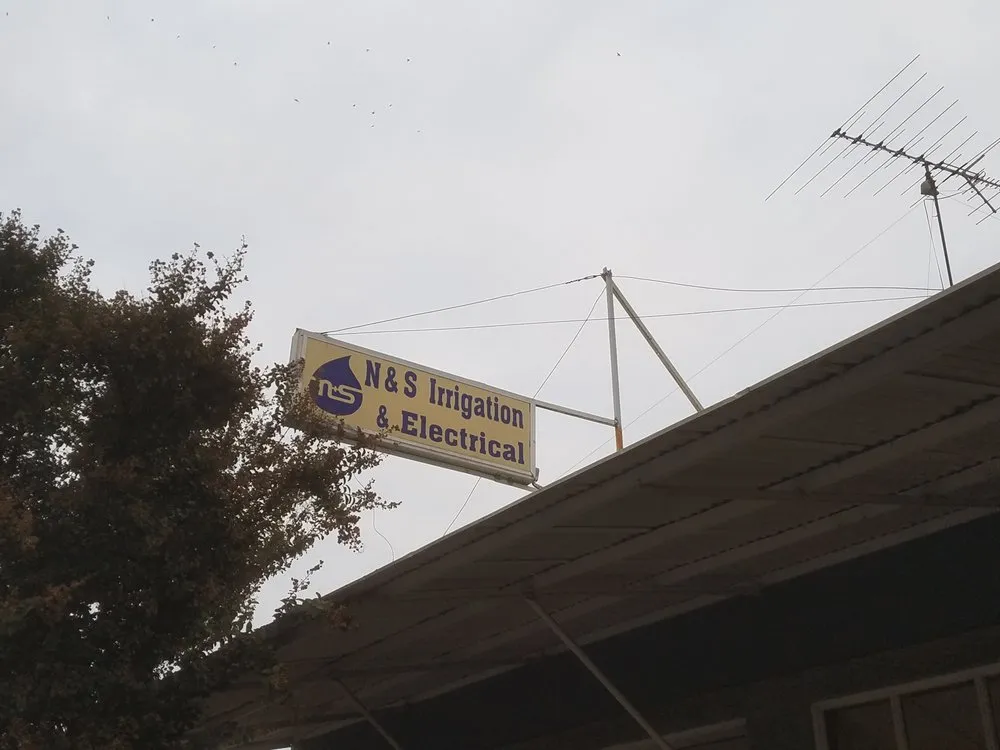 n&s
N & S Irrigation
& Electrical